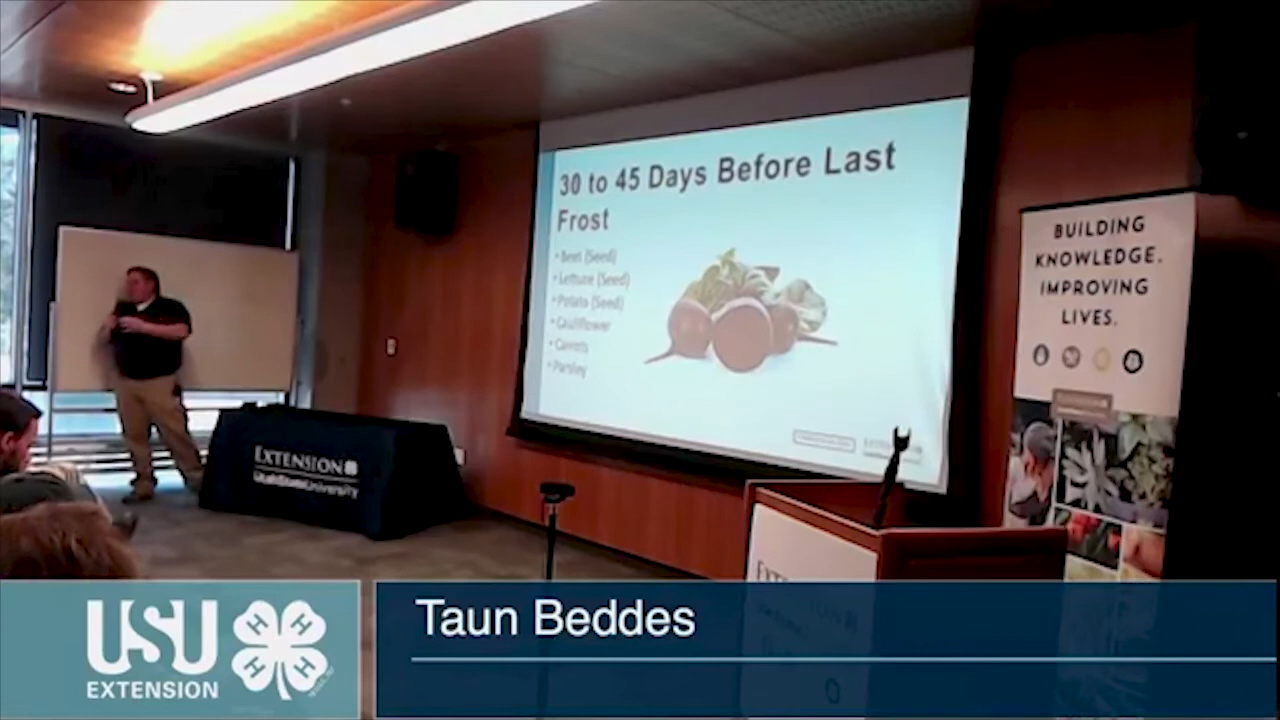 30 to 45 Days Before Last
Frost
• Beet (Seed)
• Lettuce (Seed)
• Potato (Seed)
• Cauliflower
• Carrots
• Parsley
BUILDING
KNOWLEDGE.
IMPROVING
LIVES.
EXTENSION
UtahStateUniversity
USU
EXTENSION
H H
H H
Taun Beddes